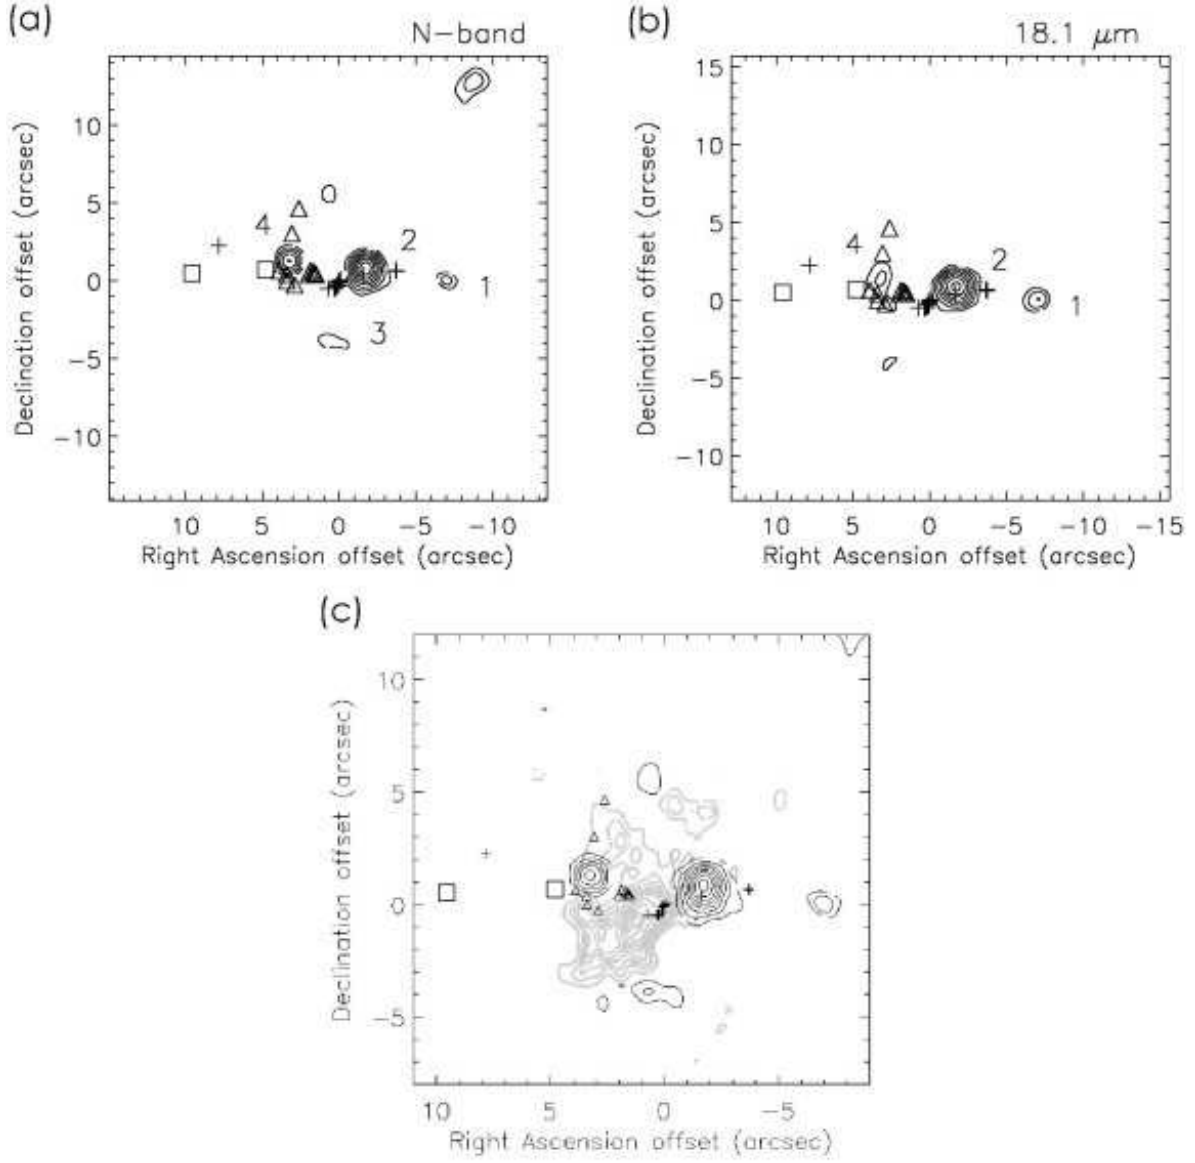 (a)
N-band
Declination offset (arcsec)
10
5
0
-5
-10
4
2
1
3
10 5 0 -5 -10
Right Ascension offset (arcsec)
(b)
18.1 μm
Declination offset (arcsec)
15
10
5
0
-5
-10
4
2
1
10 5 0 -5 -10 -15
Right Ascension offset (arcsec)
(c)
Declination offset (arcsec)
10
5
0
-5
10 5 0 -5
Right Ascension offset (arcsec)